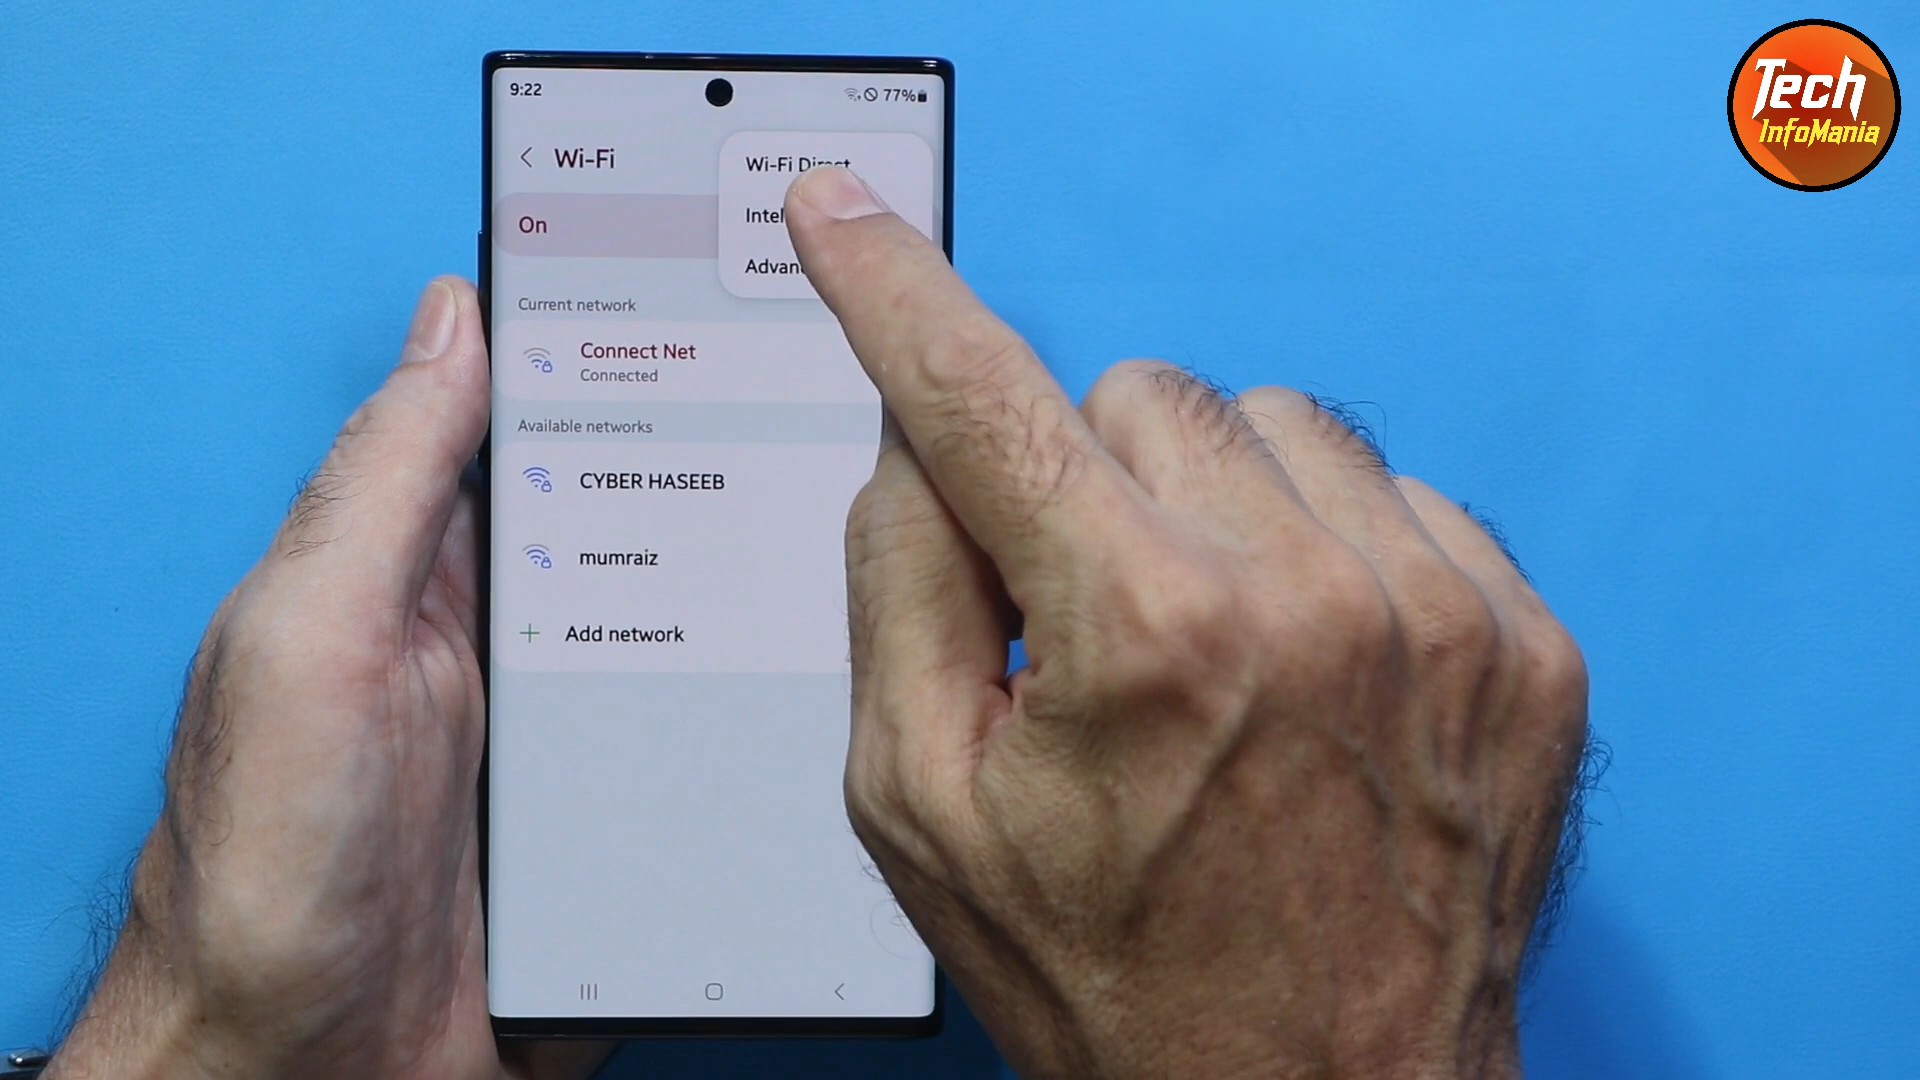 9:22
77%
Wi-Fi
Wi-Fi Direct
On
Current network
Connect Net
Connected
Available networks
CYBER HASEEB
mumraiz
Add network
Tech
InfoMania